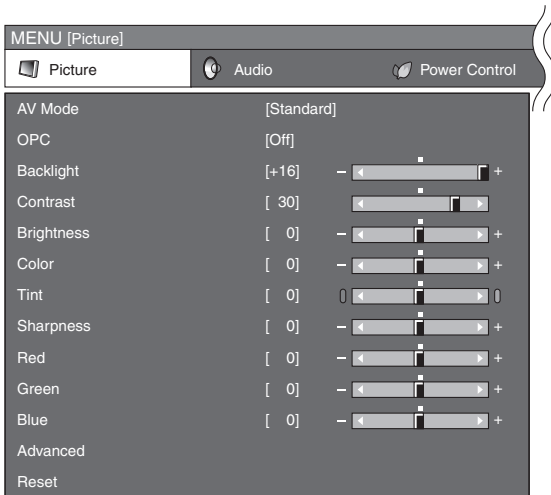 MENU [Picture]
Picture Audio Power Control
AV Mode [Standard]
OPC [Off]
Backlight [+16] – +
Contrast [ 30]
Brightness [ 0] – +
Color [ 0] – +
Tint [ 0]
Sharpness [ 0] – +
Red [ 0] – +
Green [ 0] – +
Blue [ 0] – +
Advanced
Reset